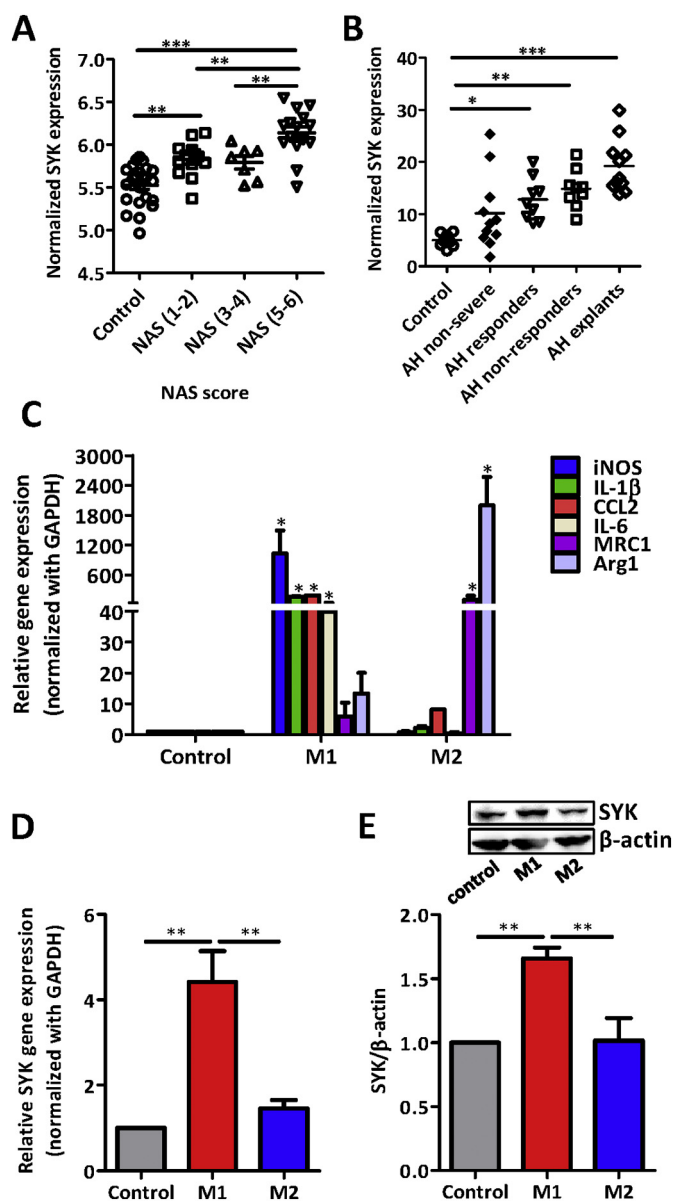 A
Normalized SYK expression
7.0
6.5
6.0
5.5
5.0
4.5
***
**
**
**
Control
NAS (1-2)
NAS (3-4)
NAS (5-6)
NAS score
B
Normalized SYK expression
40
30
20
10
0
***
**
*
Control
AH non-severe
AH responders
AH non-responders
AH explants
C
Relative gene expression
(normalized with GAPDH)
3000
2400
1800
1200
600
40
30
20
10
0
*
* * *
*
*
Control M1 M2
iNOS
IL-1β
CCL2
IL-6
MRC1
Arg1
D
Relative SYK gene expression
(normalized with GAPDH)
6
4
2
0
** **
Control M1 M2
E
SYK
β-actin
control M1 M2
SYK/β-actin
2.0
1.5
1.0
0.5
0.0
** **
Control M1 M2